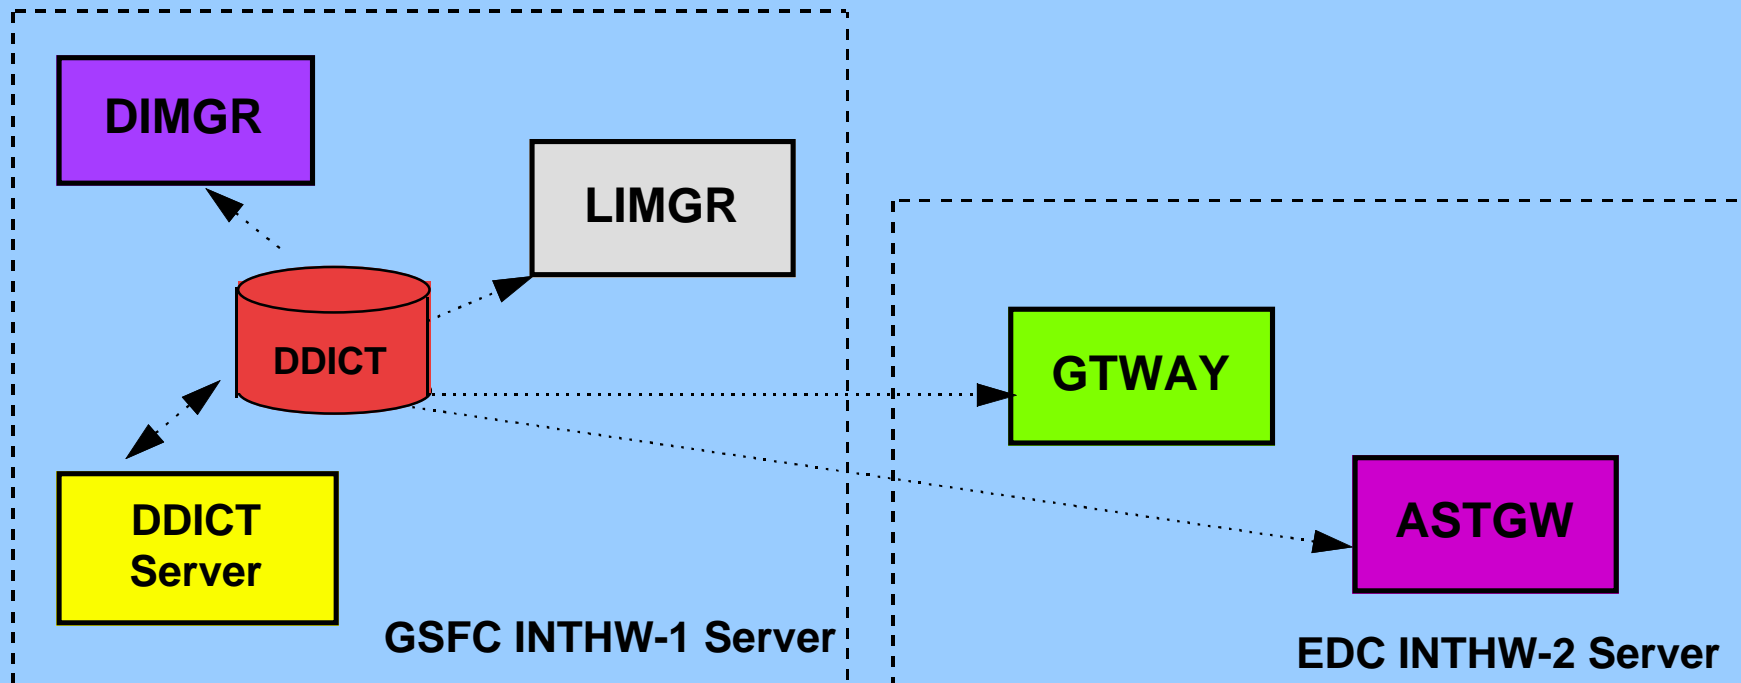 DIMGR
LIMGR
DDICT
GTWAY
DDICT
Server
ASTGW
GSFC INTHW-1 Server
EDC INTHW-2 Server